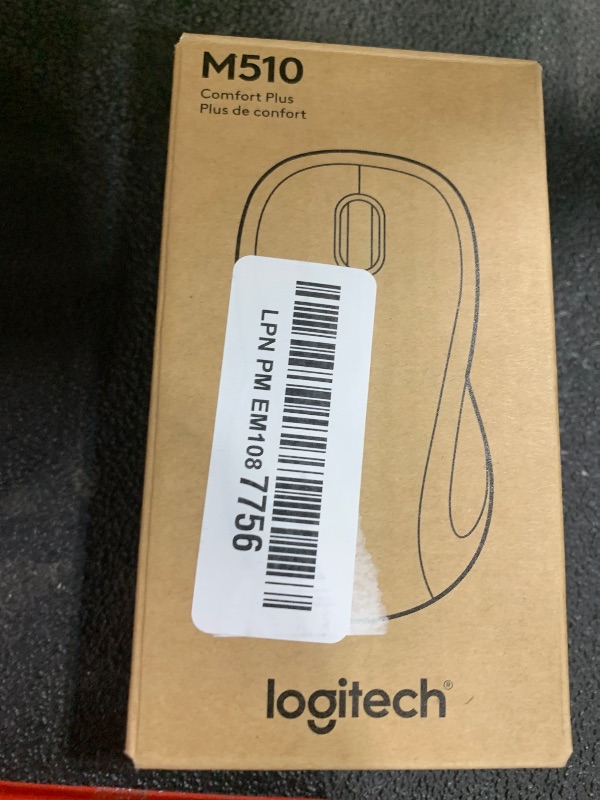 M510
Comfort Plus
Plus de confort
LPN PM EM108 7756
logitech®